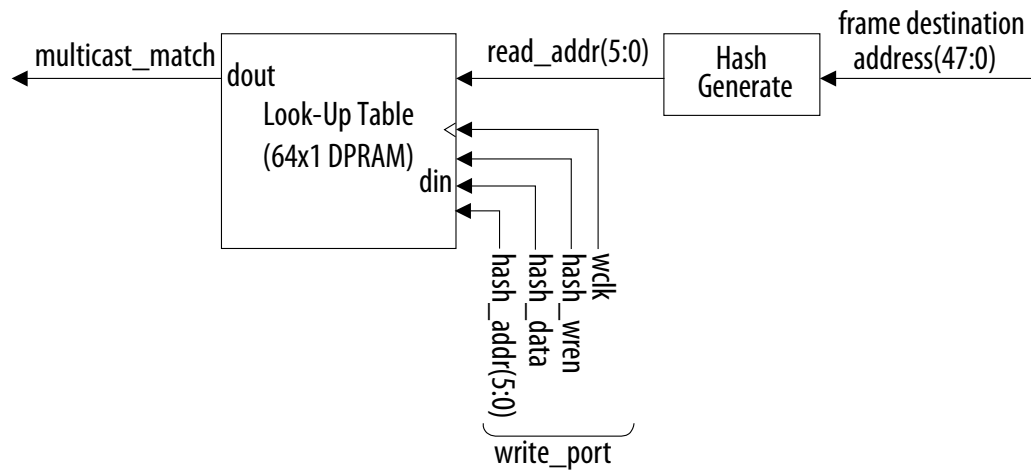 frame destination
address(47:0)
multicast_match
read_addr(5:0)
Hash
Generate
dout
Look-Up Table
(64x1 DPRAM)
din
hash_addr(5:0)
hash_data
hash_wren
wclk
write_port